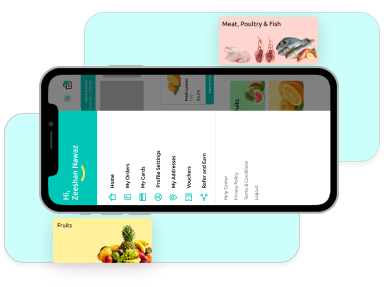 Meat, Poultry & Fish
Hi,
Zeeshan Nawaz
Home
My Orders
My Cards
Profile Settings
My Addresses
Vouchers
Refer and Earn
Help Center
Privacy Policy
Terms & Conditions
Logout
Fruits